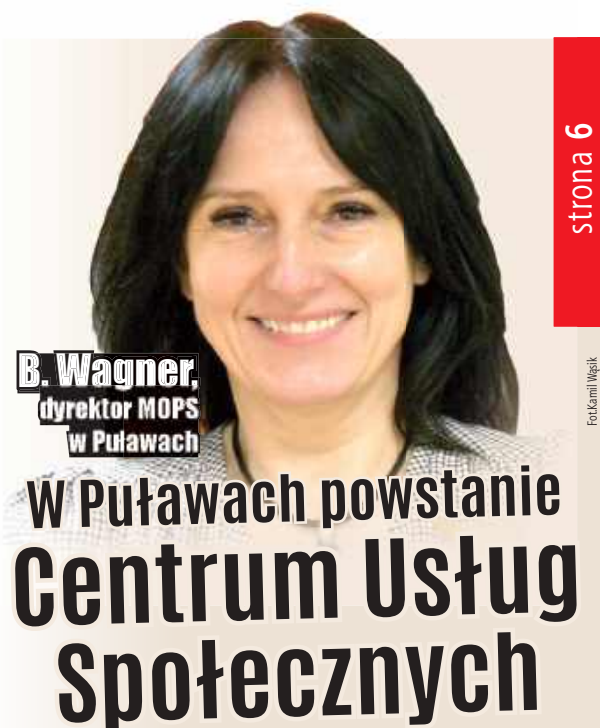 strona 6
Fot.Kamil Wąsik
B. Wagner,
dyrektor MOPS
w Puławach
W Puławach powstanie
Centrum Usług
Społecznych